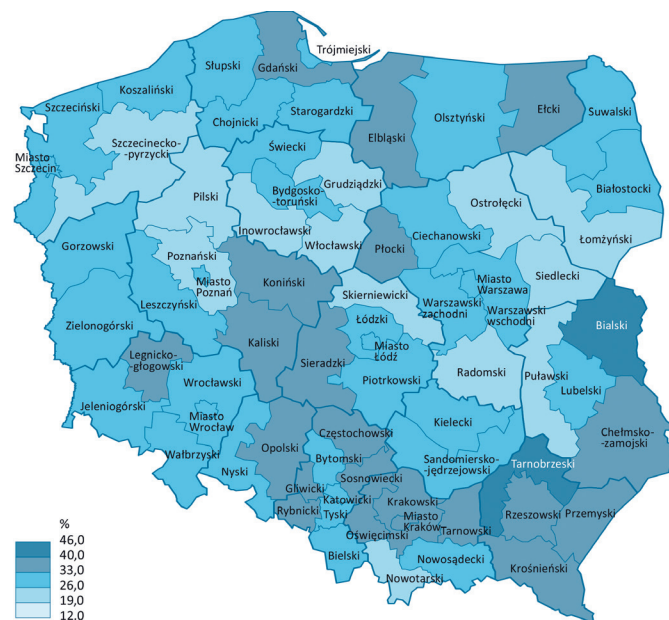 Trójmiejski
Słupski
Gdański
Koszaliński
Szczeciński
Starogardzki
Chojnicki
Elbląski
Olsztyński
Ełcki
Suwalski
Szczecinecko-
-pyrzycki
Miasto
Szczecin
Świecki
Grudziądzki
Bydgosko-
-toruński
Pilski
Inowrocławski
Włocławski
Ostrołęcki
Białostocki
Łomżyński
Gorzowski
Poznański
Miasto
Poznań
Leszczyński
Koniński
Płocki
Ciechanowski
Siedlecki
Miasto
Warszawa
Warszawski
zachodni
Warszawski
wschodni
Skierniewicki
Bialski
Zielonogórski
Legnicko-
-głogowski
Kaliski
Sieradzki
Łódzki
Miasto
Łódź
Piotrkowski
Radomski
Puławski
Lubelski
Wrocławski
Jeleniogórski
Miasto
Wrocław
Wałbrzyski
Nyski
Opolski
Częstochowski
Kielecki
Sandomiersko-
-jędrzejowski
Chełmsko-
-zamojski
Tarnobrzeski
Bytomski
Sosnowiecki
Gliwicki
Katowicki
Rybnicki
Tyski
Krakowski
Miasto
Kraków
Oświęcimski
Tarnowski
Rzeszowski
Przemyski
Bielski
Nowosądecki
Nowotarski
Krośnieński
%
46,0
40,0
33,0
26,0
19,0
12,0